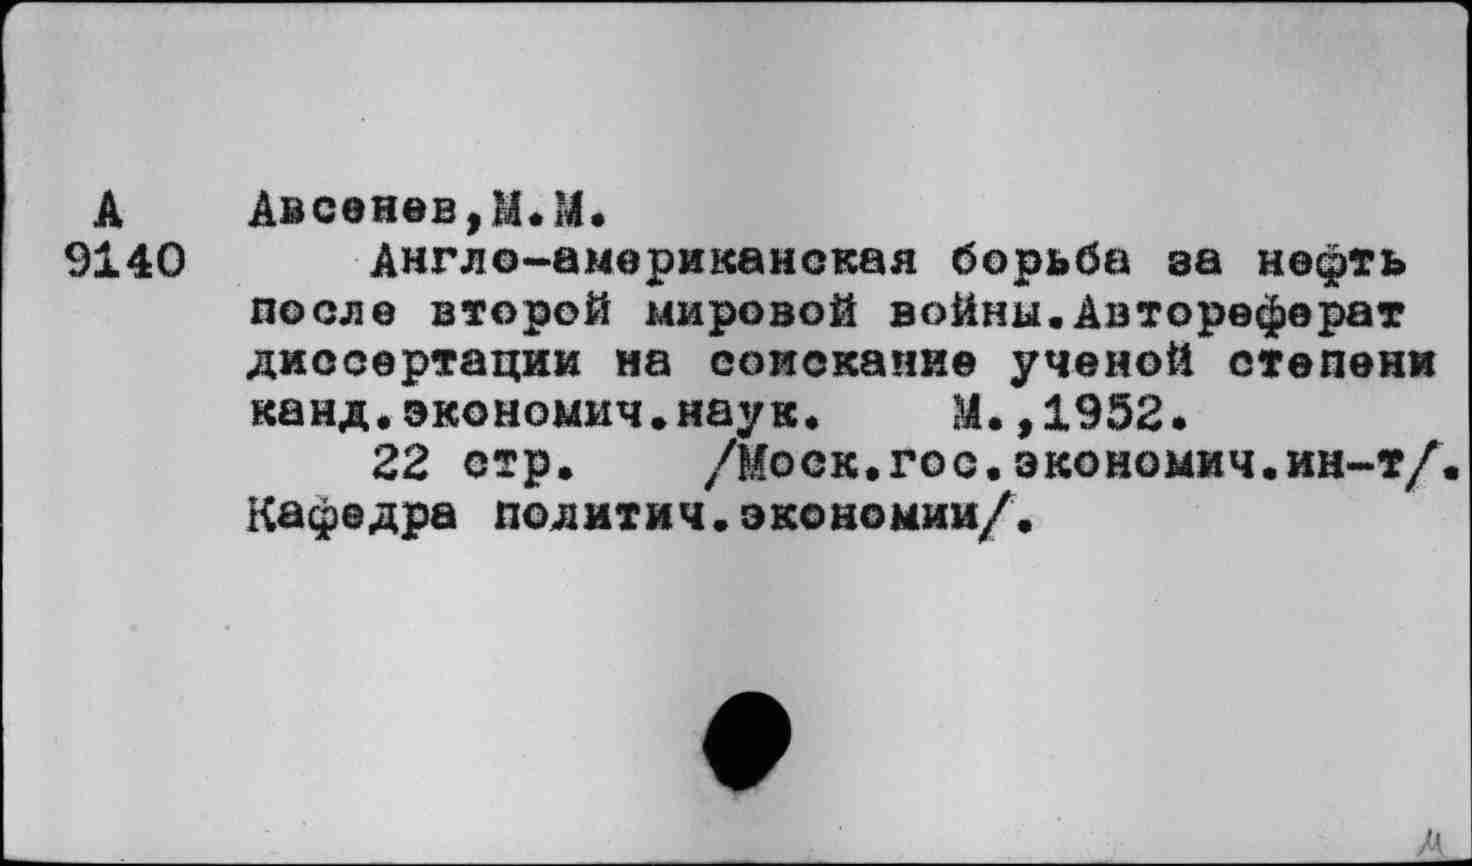 А Авсенев,М.М.
9140 Англо-американская борьба за нефть
после второй мировой войны.Автореферат
диссертации на соискание ученой степени
канд.экономич.наук. М.,1952.
22 стр. /Моск.гос.экономич.ин-т/.
Кафедра политич.экономии/.
М